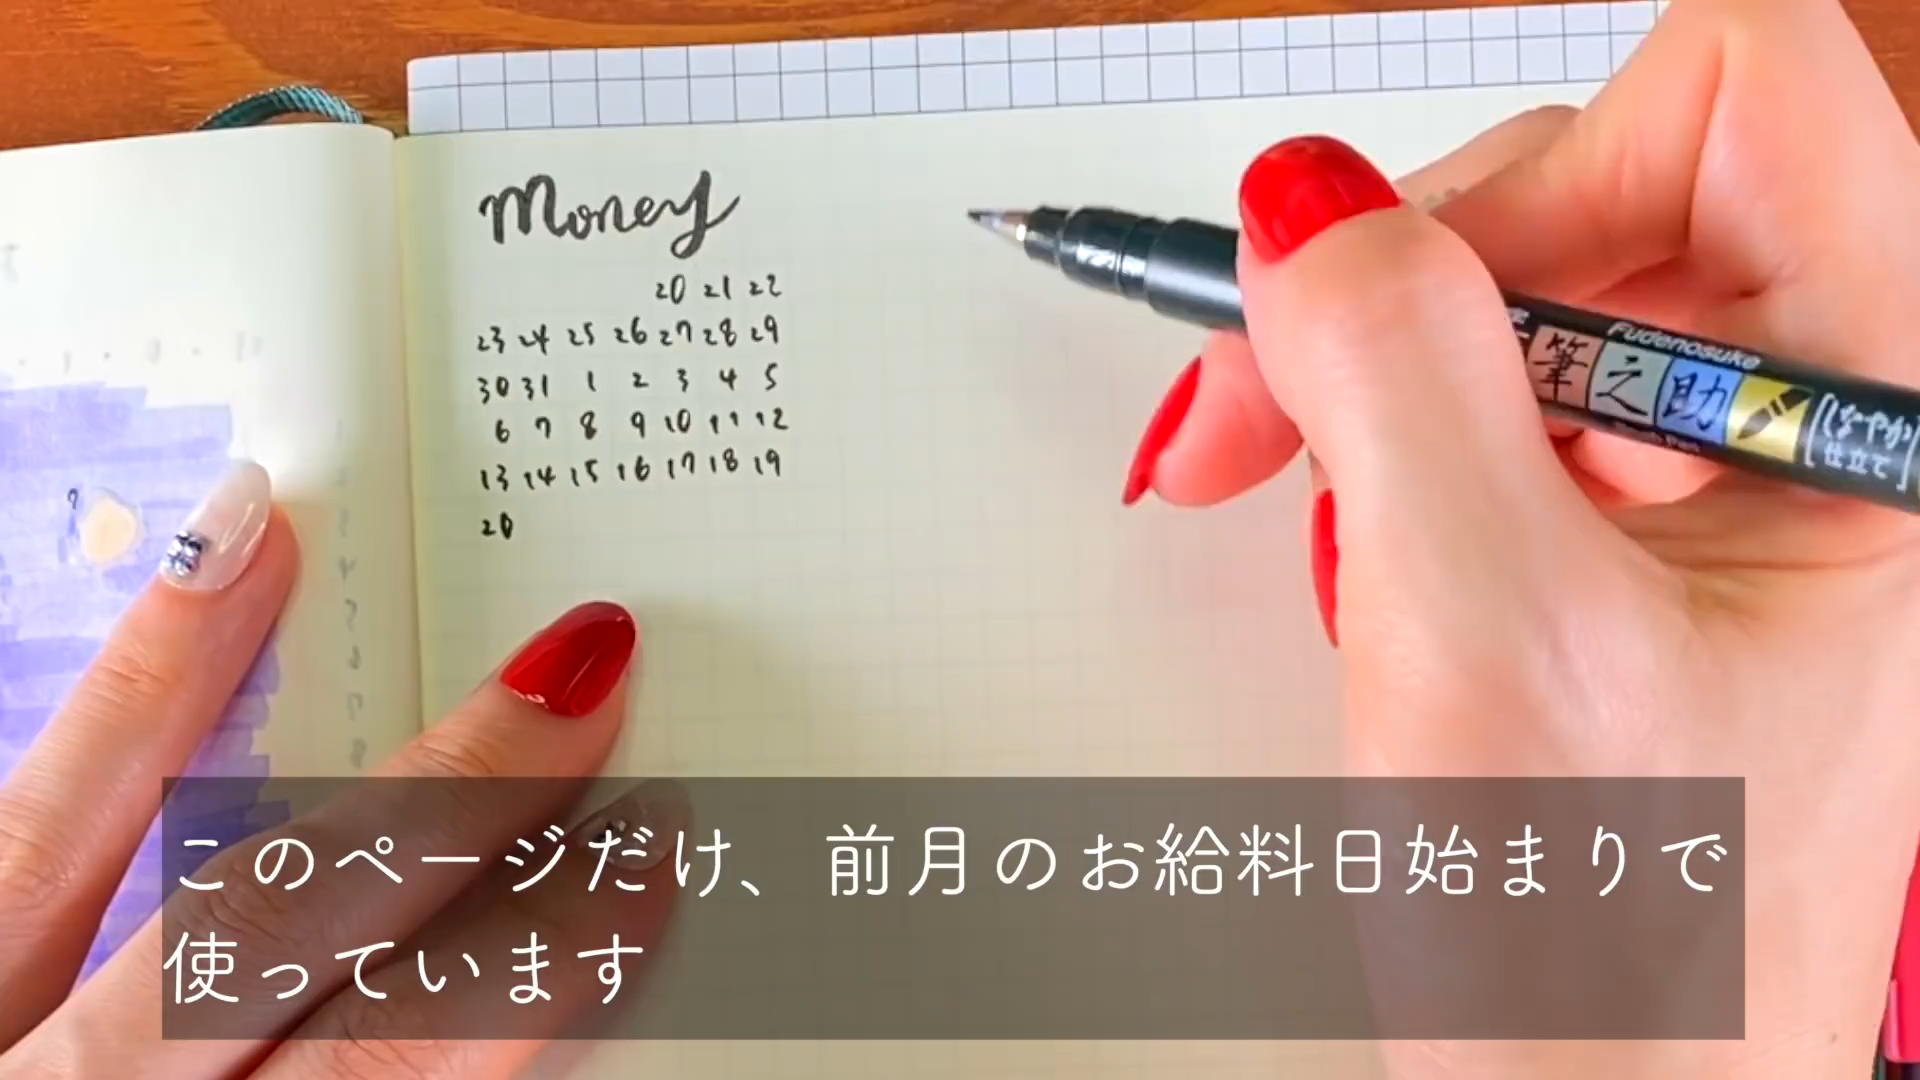 Money
20 21 22
23 24 25 26 27 28 29
30 31 1 2 3 4 5
6 7 8 9 10 11 12
13 14 15 16 17 18 19
20
Fudenosuke
筆之助
しなやか
仕立て
7
このページだけ、前月のお給料日始まりで
使っています